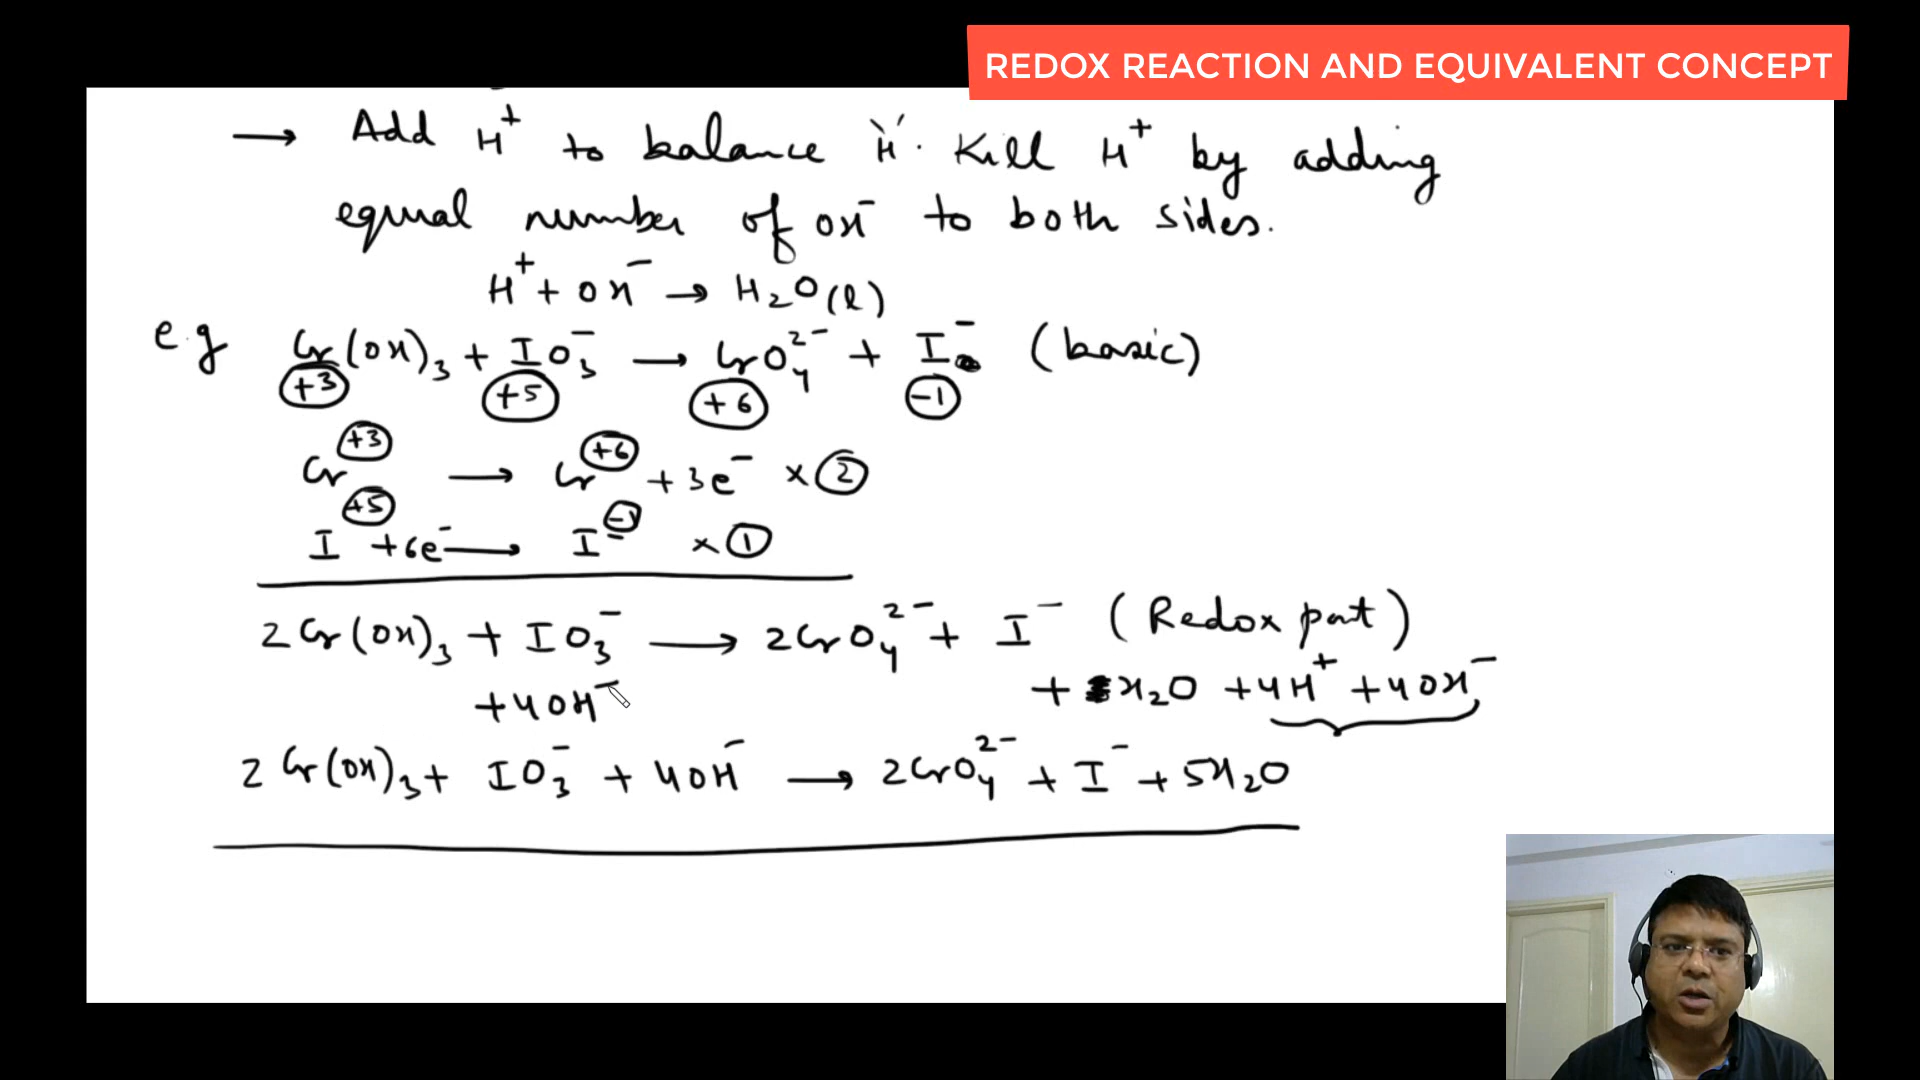 REDOX REACTION AND EQUIVALENT CONCEPT
→ Add H⁺ to balance 'H'. Kill H⁺ by adding
equal number of OH⁻ to both sides.
H⁺ + OH⁻ → H₂O(l)
e.g Cr(OH)₃ + IO₃⁻ → CrO₄²⁻ + I⁻ (basic)
+3 +5 +6 -1
Cr⁺³ → Cr⁺⁶ + 3e⁻ × 2
I⁺⁵ + 6e⁻ → I⁻¹ × 1
2Cr(OH)₃ + IO₃⁻ → 2CrO₄²⁻ + I⁻ (Redox part)
+4OH⁻ + H₂O + 4H⁺ + 4OH⁻
2Cr(OH)₃ + IO₃⁻ + 4OH⁻ → 2CrO₄²⁻ + I⁻ + 5H₂O